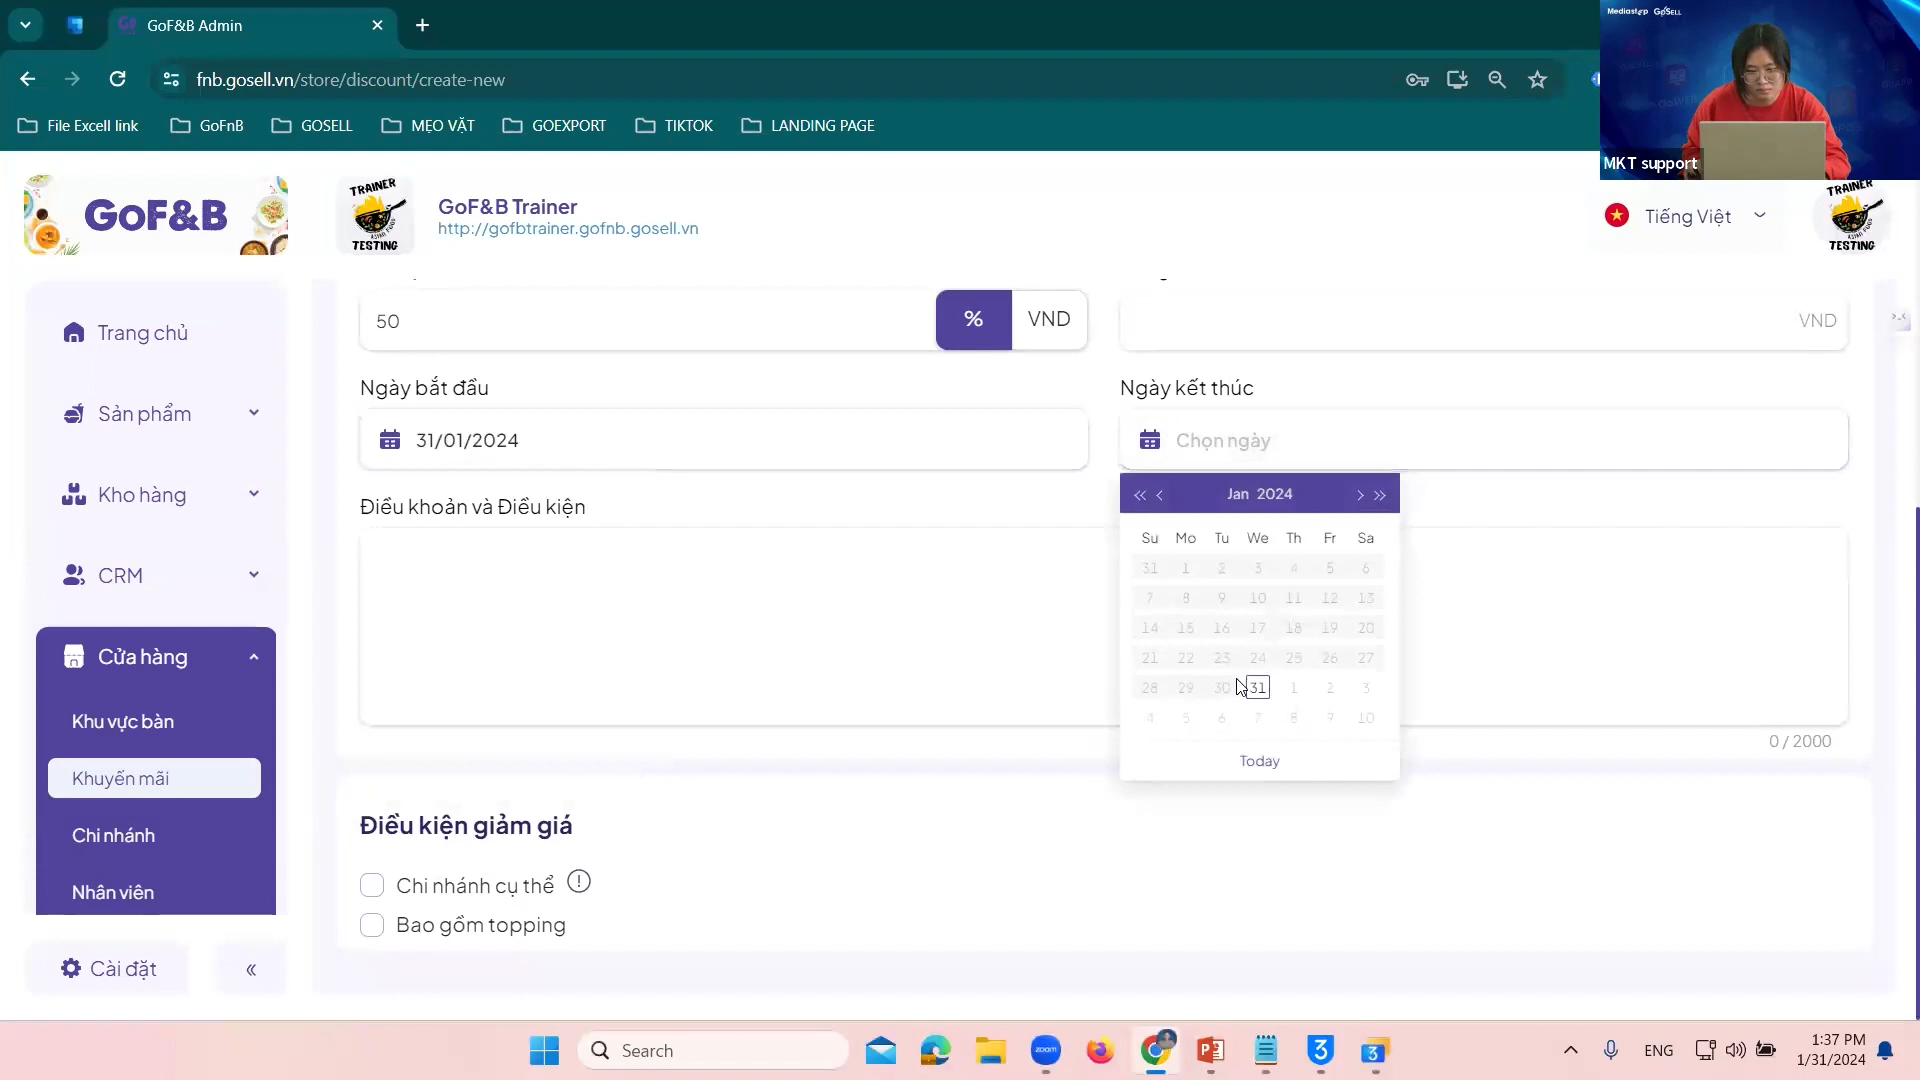 GoF&B Admin
fnb.gosell.vn/store/discount/create-new
File Excell link
GoFnB
GOSELL
MẸO VẶT
GOEXPORT
TIKTOK
LANDING PAGE
Mediastep GoSELL
MKT support
GoF&B
TRAINER
TESTING
GoF&B Trainer
http://gofbtrainer.gofnb.gosell.vn
Tiếng Việt
TRAINER
TESTING
Trang chủ
Sản phẩm
Kho hàng
CRM
Cửa hàng
Khu vực bàn
Khuyến mãi
Chi nhánh
Nhân viên
Cài đặt
50
%
VND
VND
Ngày bắt đầu
31/01/2024
Ngày kết thúc
Chọn ngày
Jan 2024
Su Mo Tu We Th Fr Sa
31 1 2 3 4 5 6
7 8 9 10 11 12 13
14 15 16 17 18 19 20
21 22 23 24 25 26 27
28 29 30 31 1 2 3
4 5 6 7 8 9 10
Today
Điều khoản và Điều kiện
0 / 2000
Điều kiện giảm giá
Chi nhánh cụ thể
Bao gồm topping
Search
zoom
ENG
1:37 PM
1/31/2024